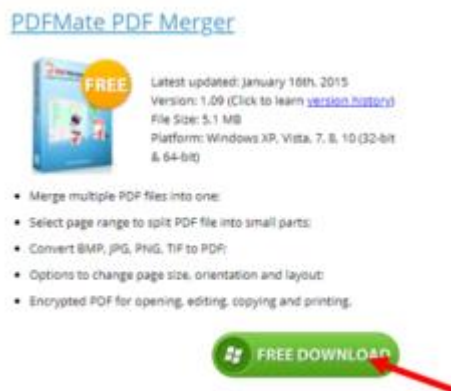 PDFMate PDF Merger
FREE
Latest updated: January 16th, 2015
Version: 1.09 (Click to learn version history)
File Size: 5.1 MB
Platform: Windows XP, Vista, 7, 8, 10 (32-bit
& 64-bit)
Merge multiple PDF files into one;
Select page range to split PDF file into small parts;
Convert BMP, JPG, PNG, TIF to PDF;
Options to change page size, orientation and layout;
Encrypted PDF for opening, editing, copying and printing.
FREE DOWNLOAD